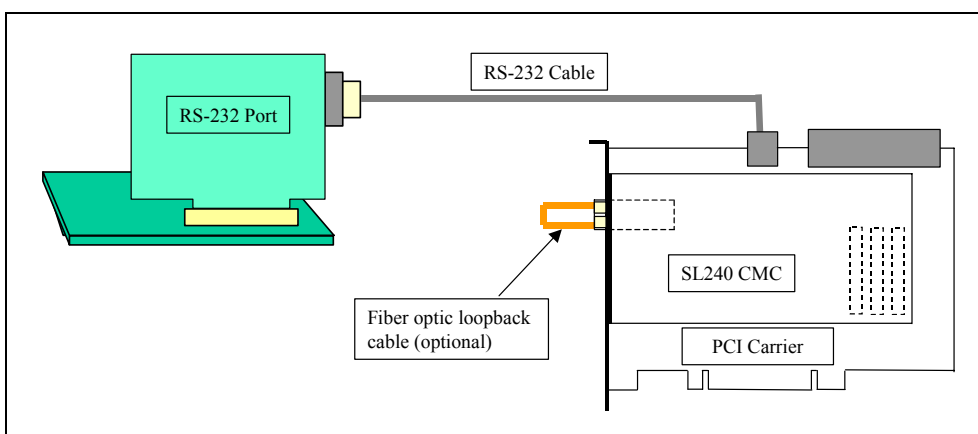 RS-232 Cable
RS-232 Port
SL240 CMC
Fiber optic loopback
cable (optional)
PCI Carrier